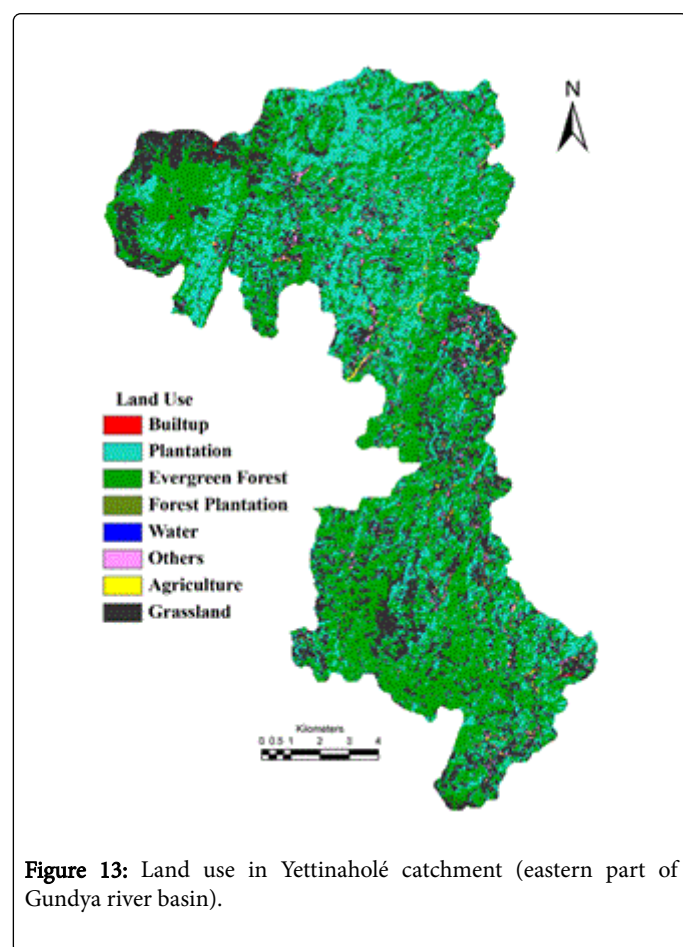 N
Land Use
Builtup
Plantation
Evergreen Forest
Forest Plantation
Water
Others
Agriculture
Grassland
Kilometers
0 0.5 1 2 3 4
Figure 13: Land use in Yettinaholé catchment (eastern part of
Gundya river basin).